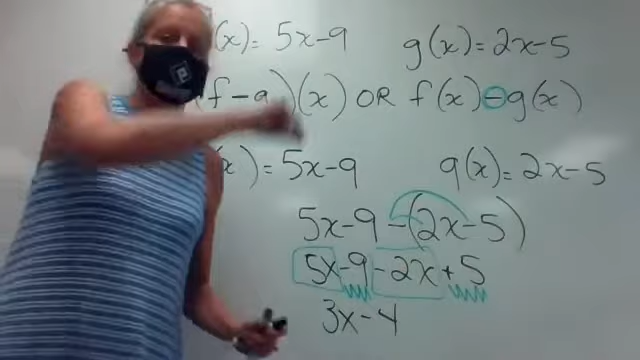 (x) = 5x-9 g(x) = 2x-5
(f-g)(x) OR f(x)-g(x)
x) = 5x-9 g(x) = 2x-5
5x-9 -(2x-5)
5x-9-2x+5
3x-4